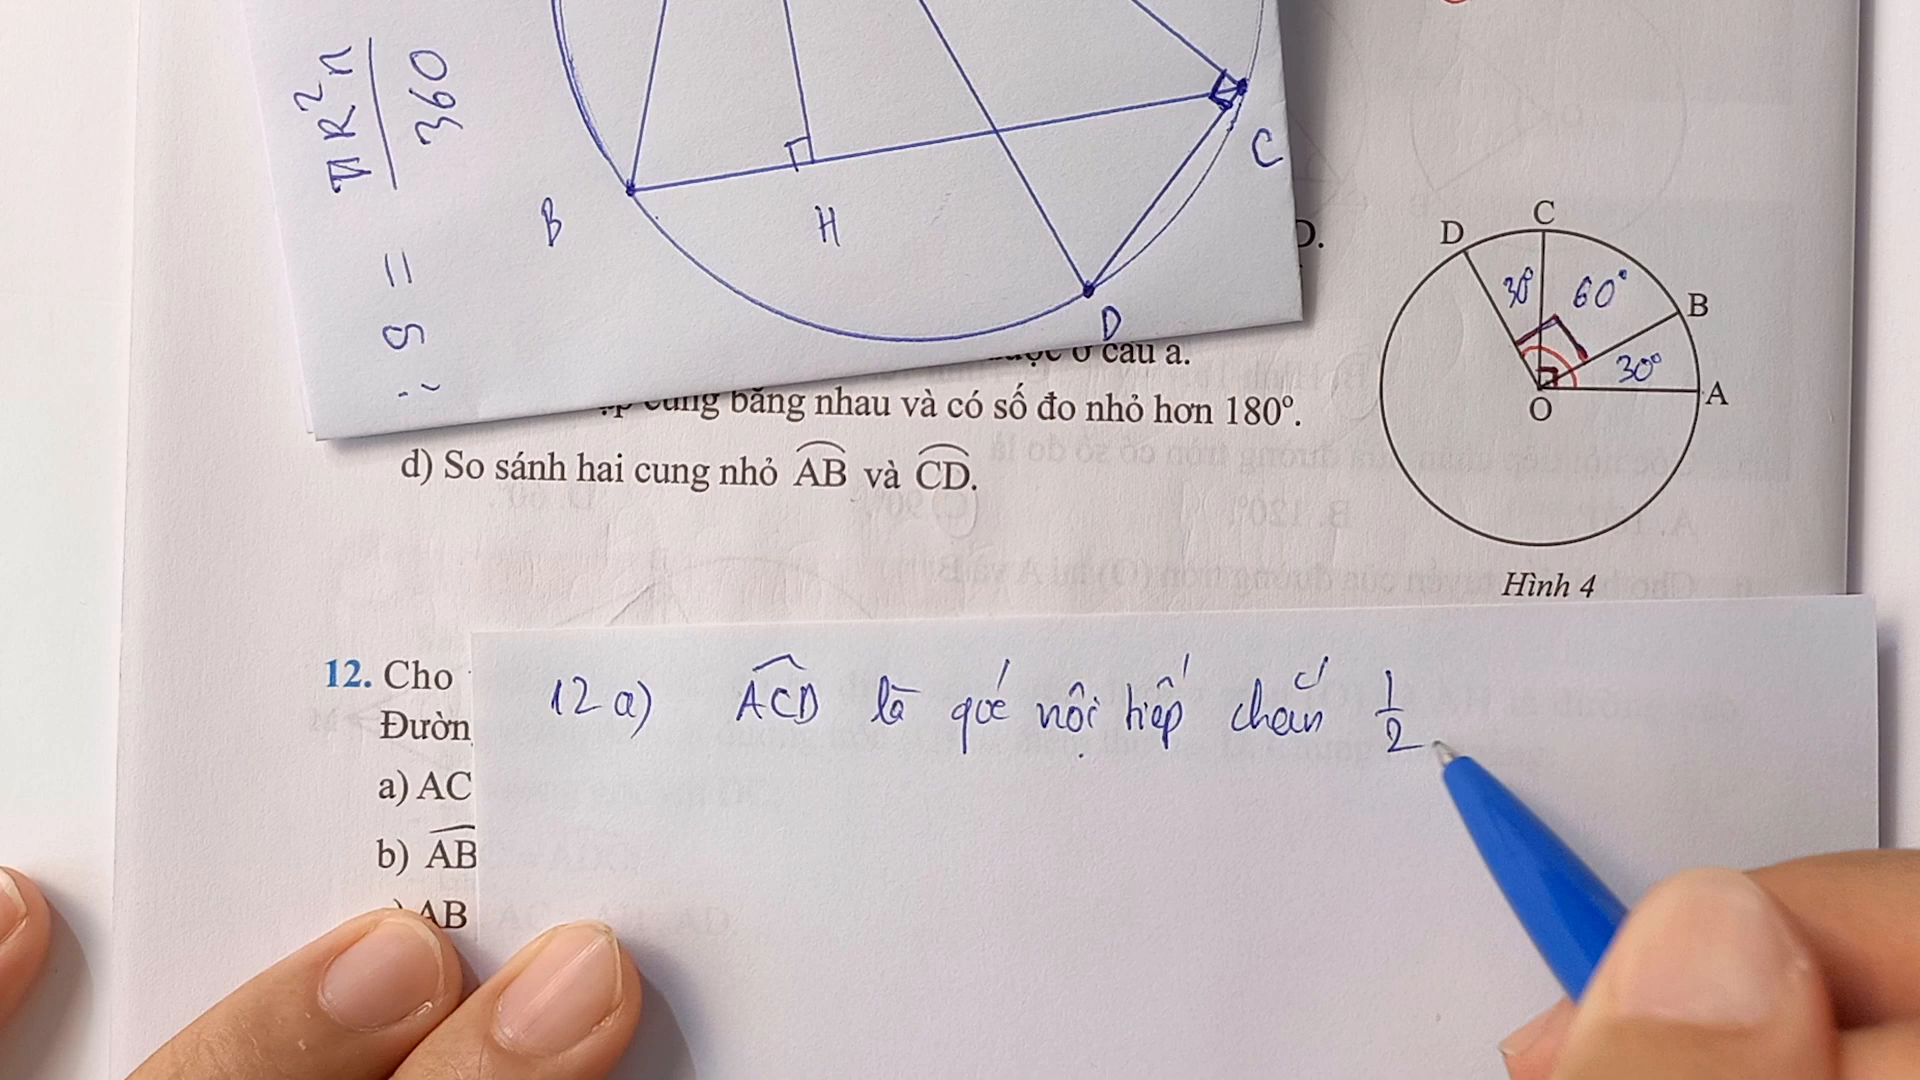 πR²n
360
S =
B
H
C
D
D.
ở câu a.
cung bằng nhau và có số đo nhỏ hơn 180°.
d) So sánh hai cung nhỏ AB và CD.
D
C
B
A
O
30°
60°
30°
Hình 4
12. Cho
Đườn
a) AC
b) AB
AB
12 a) ACD là góc nội tiếp chắn 1/2